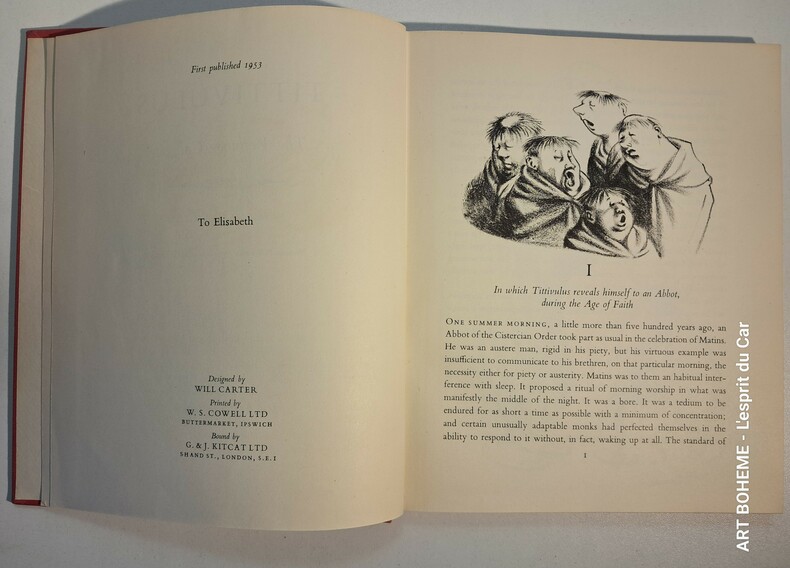 First published 1953
To Elisabeth
Designed by
WILL CARTER
Printed by
W. S. COWELL LTD
BUTTERMARKET, IPSWICH
Bound by
G. & J. KITCAT LTD
SHAND ST., LONDON, S.E.1
I
In which Tittivulus reveals himself to an Abbot,
during the Age of Faith
ONE SUMMER MORNING, a little more than five hundred years ago, an
Abbot of the Cistercian Order took part as usual in the celebration of Matins.
He was an austere man, rigid in his piety, but his virtuous example was
insufficient to communicate to his brethren, on that particular morning, the
necessity either for piety or austerity. Matins was to them an habitual inter-
ference with sleep. It proposed a ritual of morning worship in what was
manifestly the middle of the night. It was a bore. It was a tedium to be
endured for as short a time as possible with a minimum of concentration;
and certain unusually adaptable monks had perfected themselves in the
ability to respond to it without, in fact, waking up at all. The standard of
1
ART BOHEME - L'esprit du Car